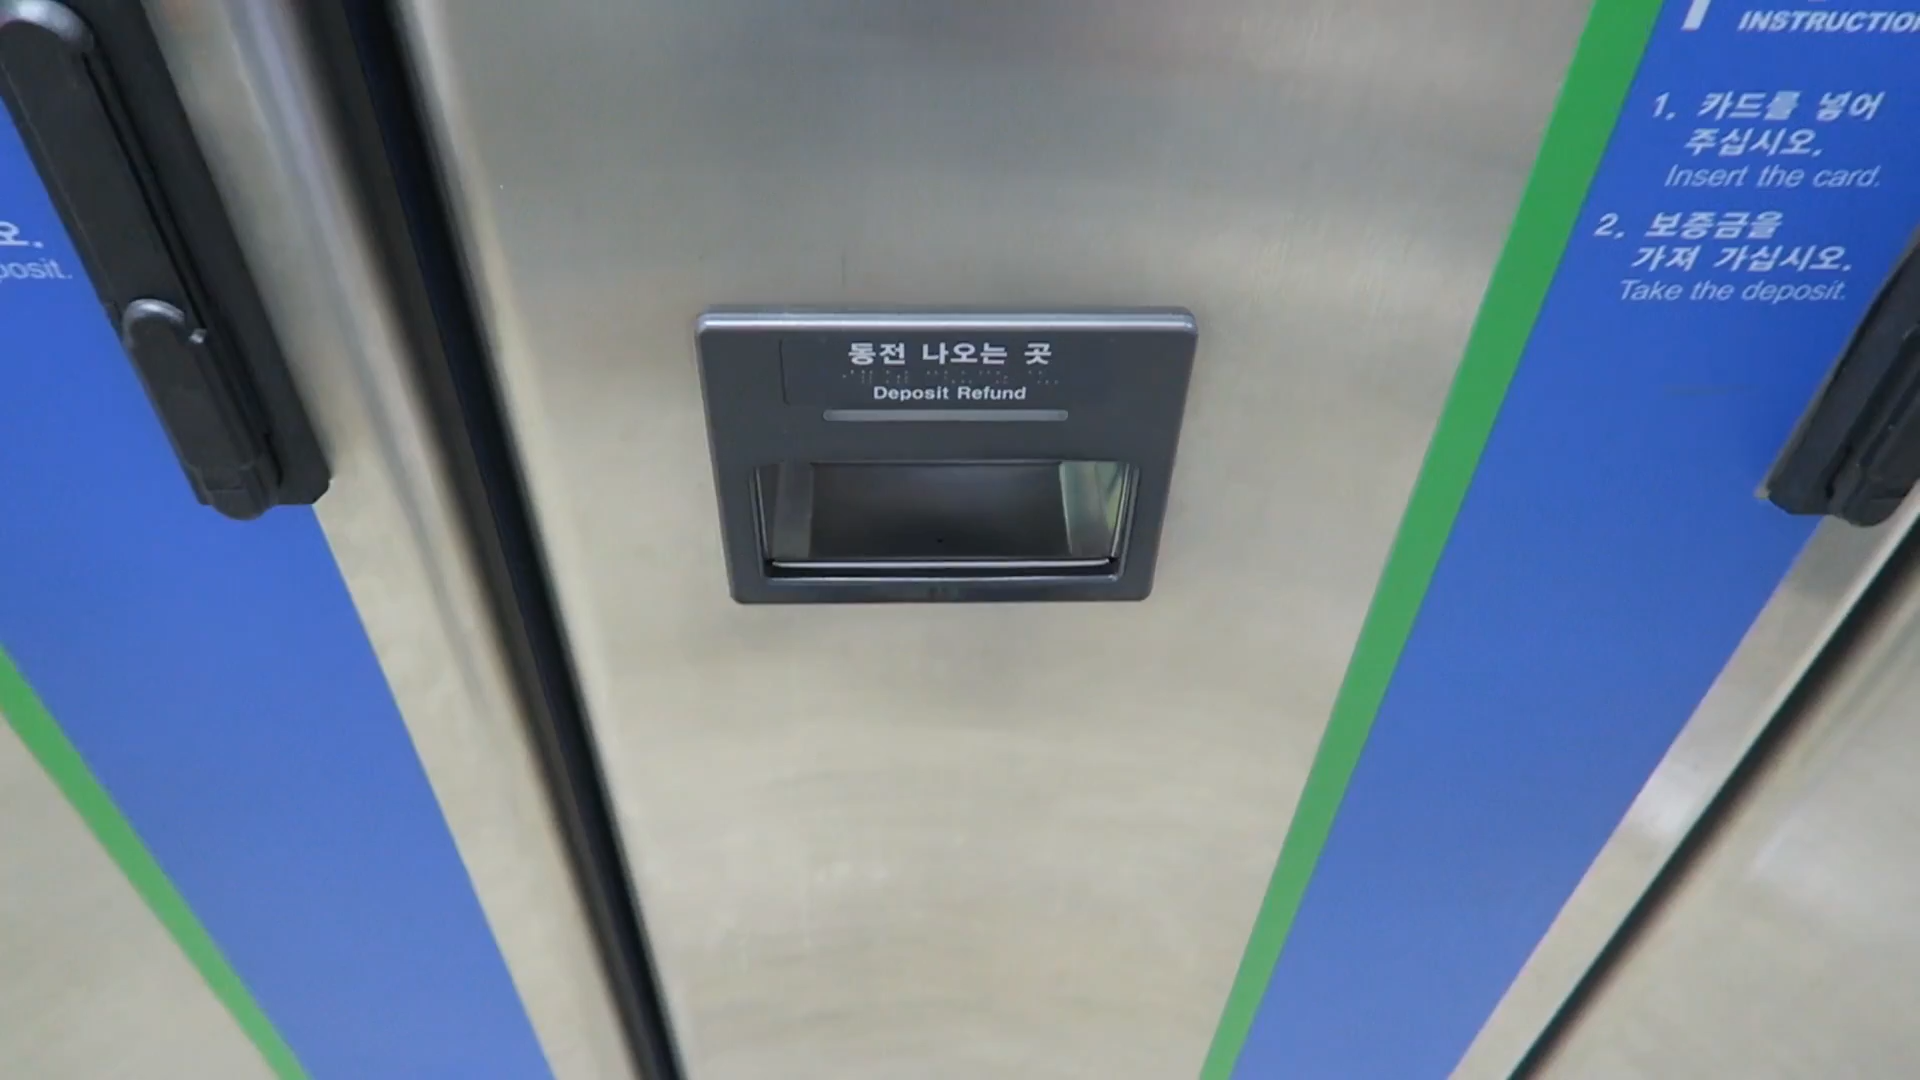 INSTRUCTION
1. 카드를 넣어
주십시오.
Insert the card.
2. 보증금을
가져 가십시오.
Take the deposit.
동전 나오는 곳
Deposit Refund
오.
posit.